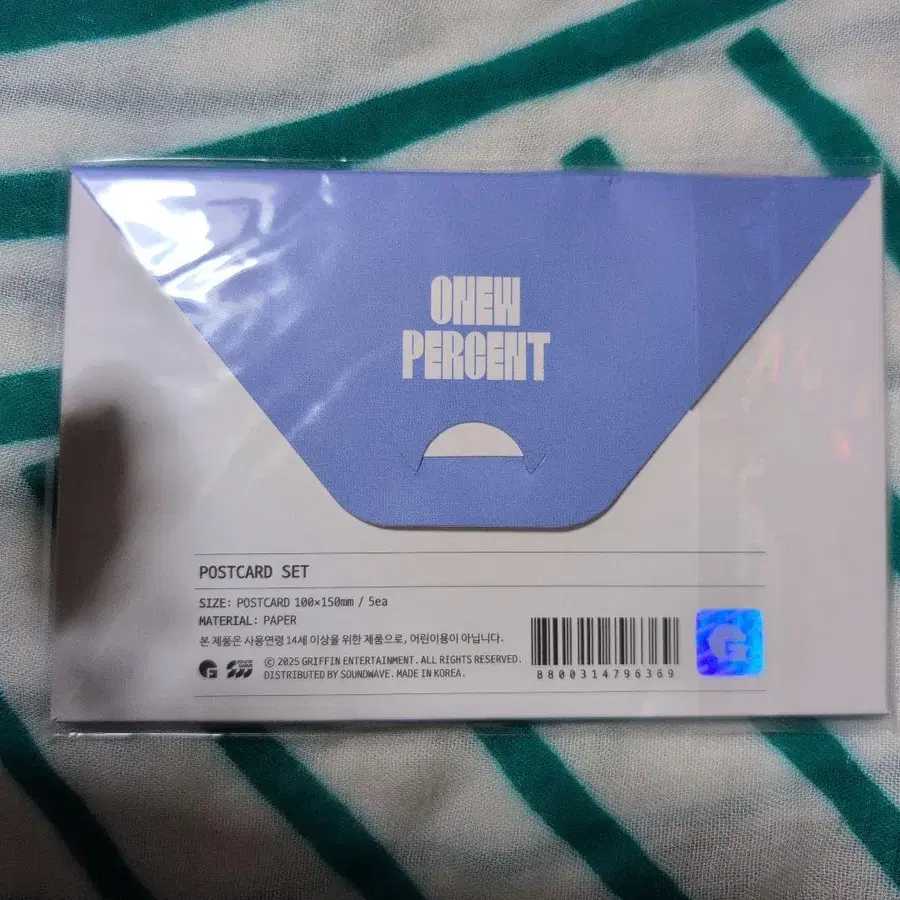 ONEW
PERCENT
POSTCARD SET
SIZE: POSTCARD 100×150mm / 5ea
MATERIAL: PAPER
본 제품은 사용연령 14세 이상을 위한 제품으로, 어린이용이 아닙니다.
© 2025 GRIFFIN ENTERTAINMENT. ALL RIGHTS RESERVED.
DISTRIBUTED BY SOUNDWAVE. MADE IN KOREA.
8800314796369
G